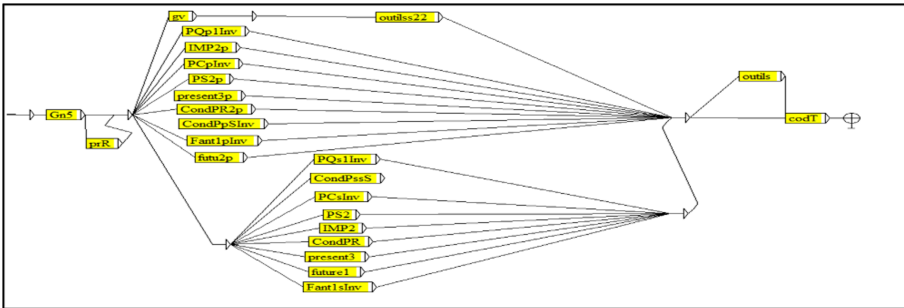 gv outilss22
PQp1Inv
IMP2p
PCpInv
PS2p
present3p
CondPR2p
CondPpSInv
Fant1pInv
futu2p
Gn5
prR
outils
codT
PQs1Inv
CondPssS
PCsInv
PS2
IMP2
CondPR
present3
future1
Fant1sInv